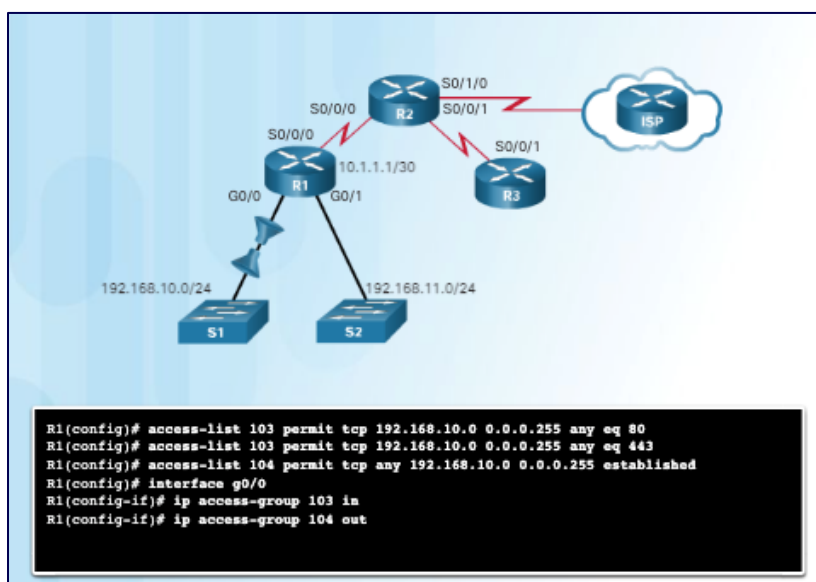 S0/1/0
S0/0/0
R2
S0/0/1
ISP
S0/0/0
S0/0/1
10.1.1.1/30
R1
R3
G0/0
G0/1
192.168.10.0/24
192.168.11.0/24
S1
S2
R1(config)# access-list 103 permit tcp 192.168.10.0 0.0.0.255 any eq 80
R1(config)# access-list 103 permit tcp 192.168.10.0 0.0.0.255 any eq 443
R1(config)# access-list 104 permit tcp any 192.168.10.0 0.0.0.255 established
R1(config)# interface g0/0
R1(config-if)# ip access-group 103 in
R1(config-if)# ip access-group 104 out